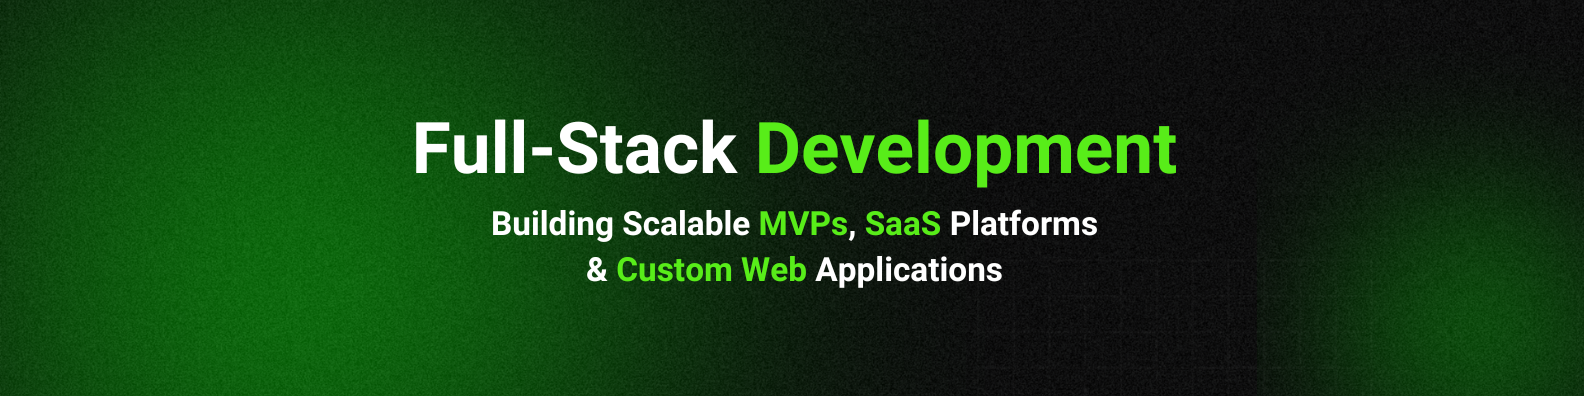 Full-Stack Development
Building Scalable MVPs, SaaS Platforms
& Custom Web Applications